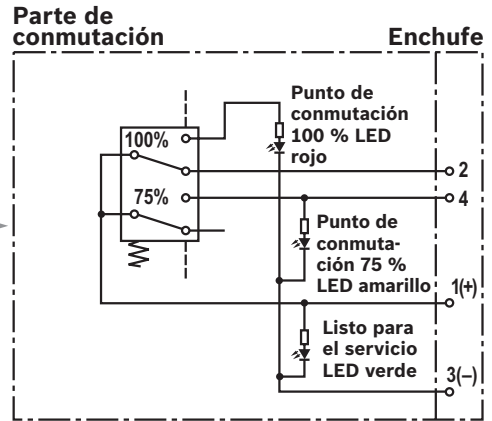 Parte de
conmutación
Enchufe
Punto de
conmutación
100 % LED
rojo
100%
75%
2
4
Punto de
conmuta-
ción 75 %
LED amarillo
1(+)
Listo para
el servicio
LED verde
3(–)